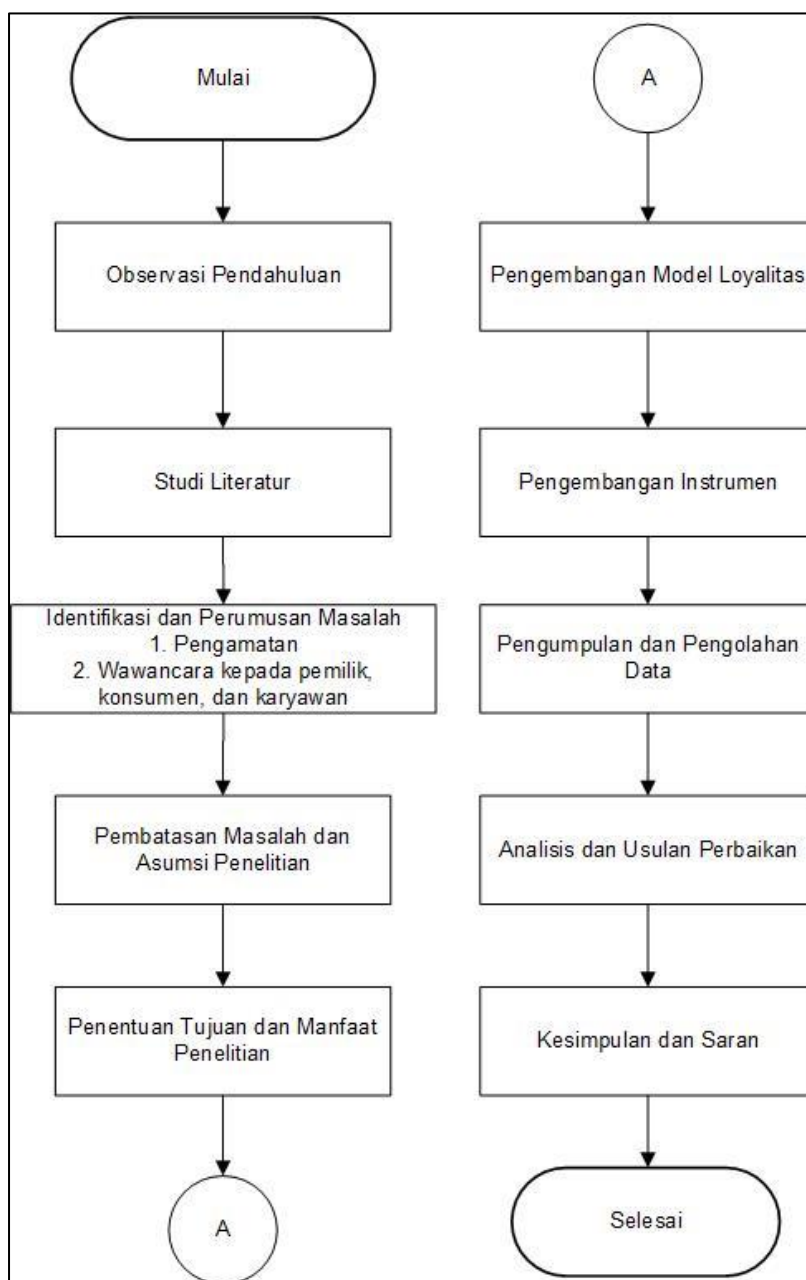 Mulai
Observasi Pendahuluan
Studi Literatur
Identifikasi dan Perumusan Masalah
1. Pengamatan
2. Wawancara kepada pemilik,
konsumen, dan karyawan
Pembatasan Masalah dan
Asumsi Penelitian
Penentuan Tujuan dan Manfaat
Penelitian
A
A
Pengembangan Model Loyalitas
Pengembangan Instrumen
Pengumpulan dan Pengolahan
Data
Analisis dan Usulan Perbaikan
Kesimpulan dan Saran
Selesai